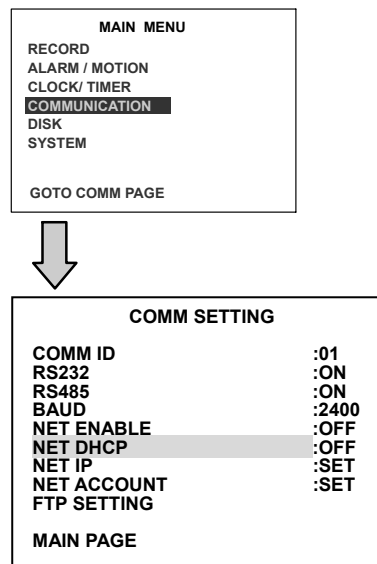 MAIN MENU
RECORD
ALARM / MOTION
CLOCK/ TIMER
COMMUNICATION
DISK
SYSTEM
GOTO COMM PAGE
COMM SETTING
COMM ID :01
RS232 :ON
RS485 :ON
BAUD :2400
NET ENABLE :OFF
NET DHCP :OFF
NET IP :SET
NET ACCOUNT :SET
FTP SETTING
MAIN PAGE